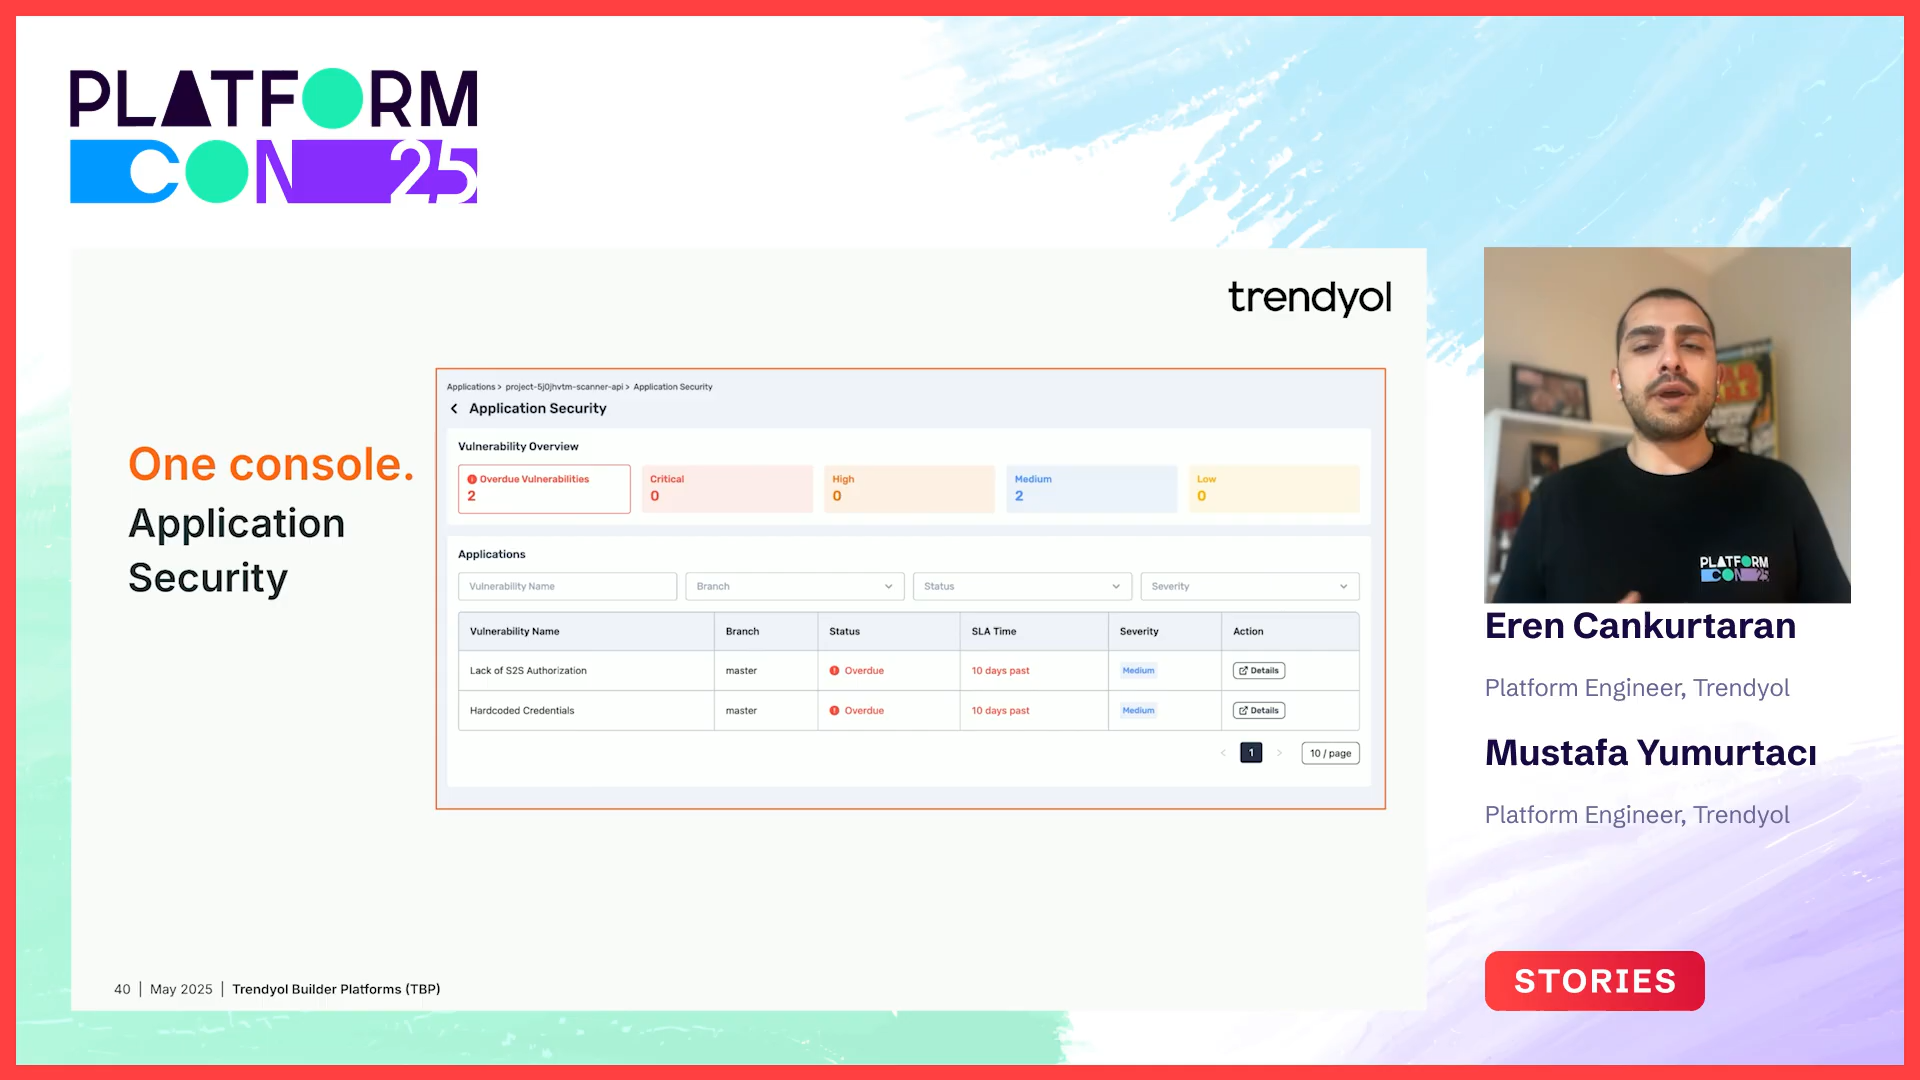 PLATFORM
CON 25
trendyol
One console.
Application
Security
Applications > project-5j0jhvtm-scanner-api > Application Security
Application Security
Vulnerability Overview
Overdue Vulnerabilities
2
Critical
0
High
0
Medium
2
Low
0
Applications
Vulnerability Name
Branch
Status
Severity
Vulnerability Name Branch Status SLA Time Severity Action
Lack of S2S Authorization master Overdue 10 days past Medium Details
Hardcoded Credentials master Overdue 10 days past Medium Details
< 1 > 10 / page
40 | May 2025 | Trendyol Builder Platforms (TBP)
PLATFORM
CON 25
Eren Cankurtaran
Platform Engineer, Trendyol
Mustafa Yumurtacı
Platform Engineer, Trendyol
STORIES